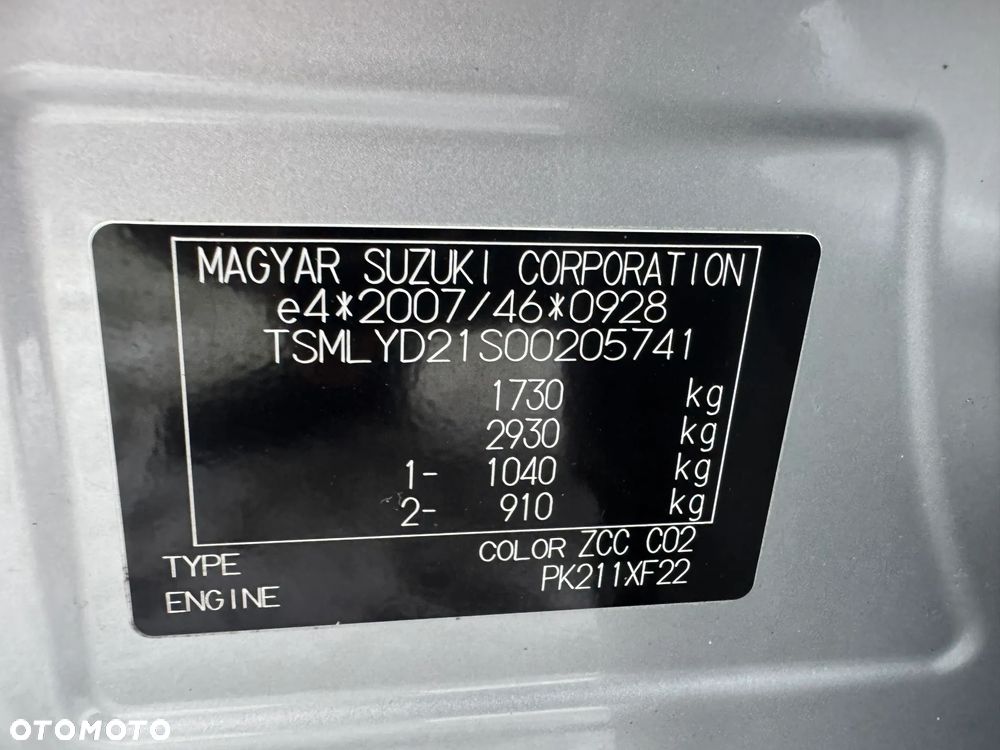 MAGYAR SUZUKI CORPORATION
e4*2007/46*0928
TSMLYD21S00205741
1730 kg
2930 kg
1- 1040 kg
2- 910 kg
TYPE COLOR ZCC C02
ENGINE PK211XF22
OTOMOTO